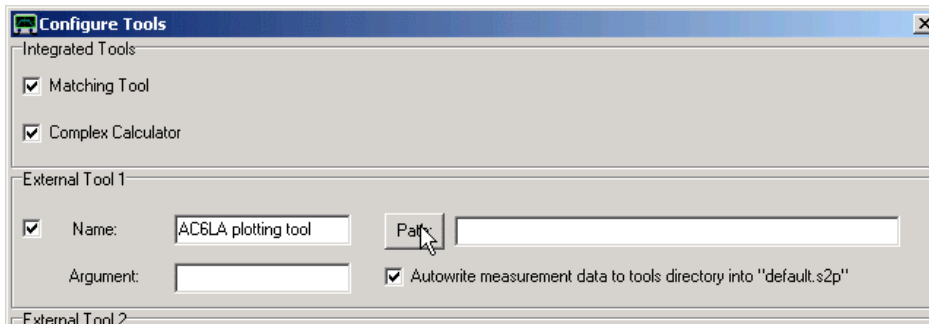 Configure Tools
Integrated Tools
Matching Tool
Complex Calculator
External Tool 1
Name: AC6LA plotting tool Path:
Argument: Autowrite measurement data to tools directory into "default.s2p"
External Tool 2